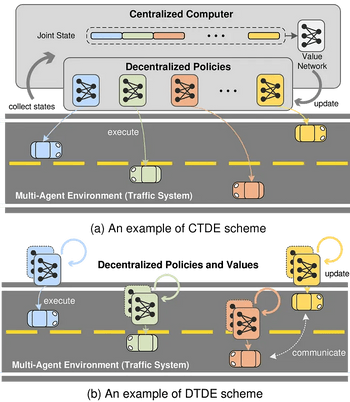 Centralized Computer
Joint State
Value
Network
Decentralized Policies
collect states
update
execute
Multi-Agent Environment (Traffic System)
(a) An example of CTDE scheme
Decentralized Policies and Values
update
execute
communicate
Multi-Agent Environment (Traffic System)
(b) An example of DTDE scheme